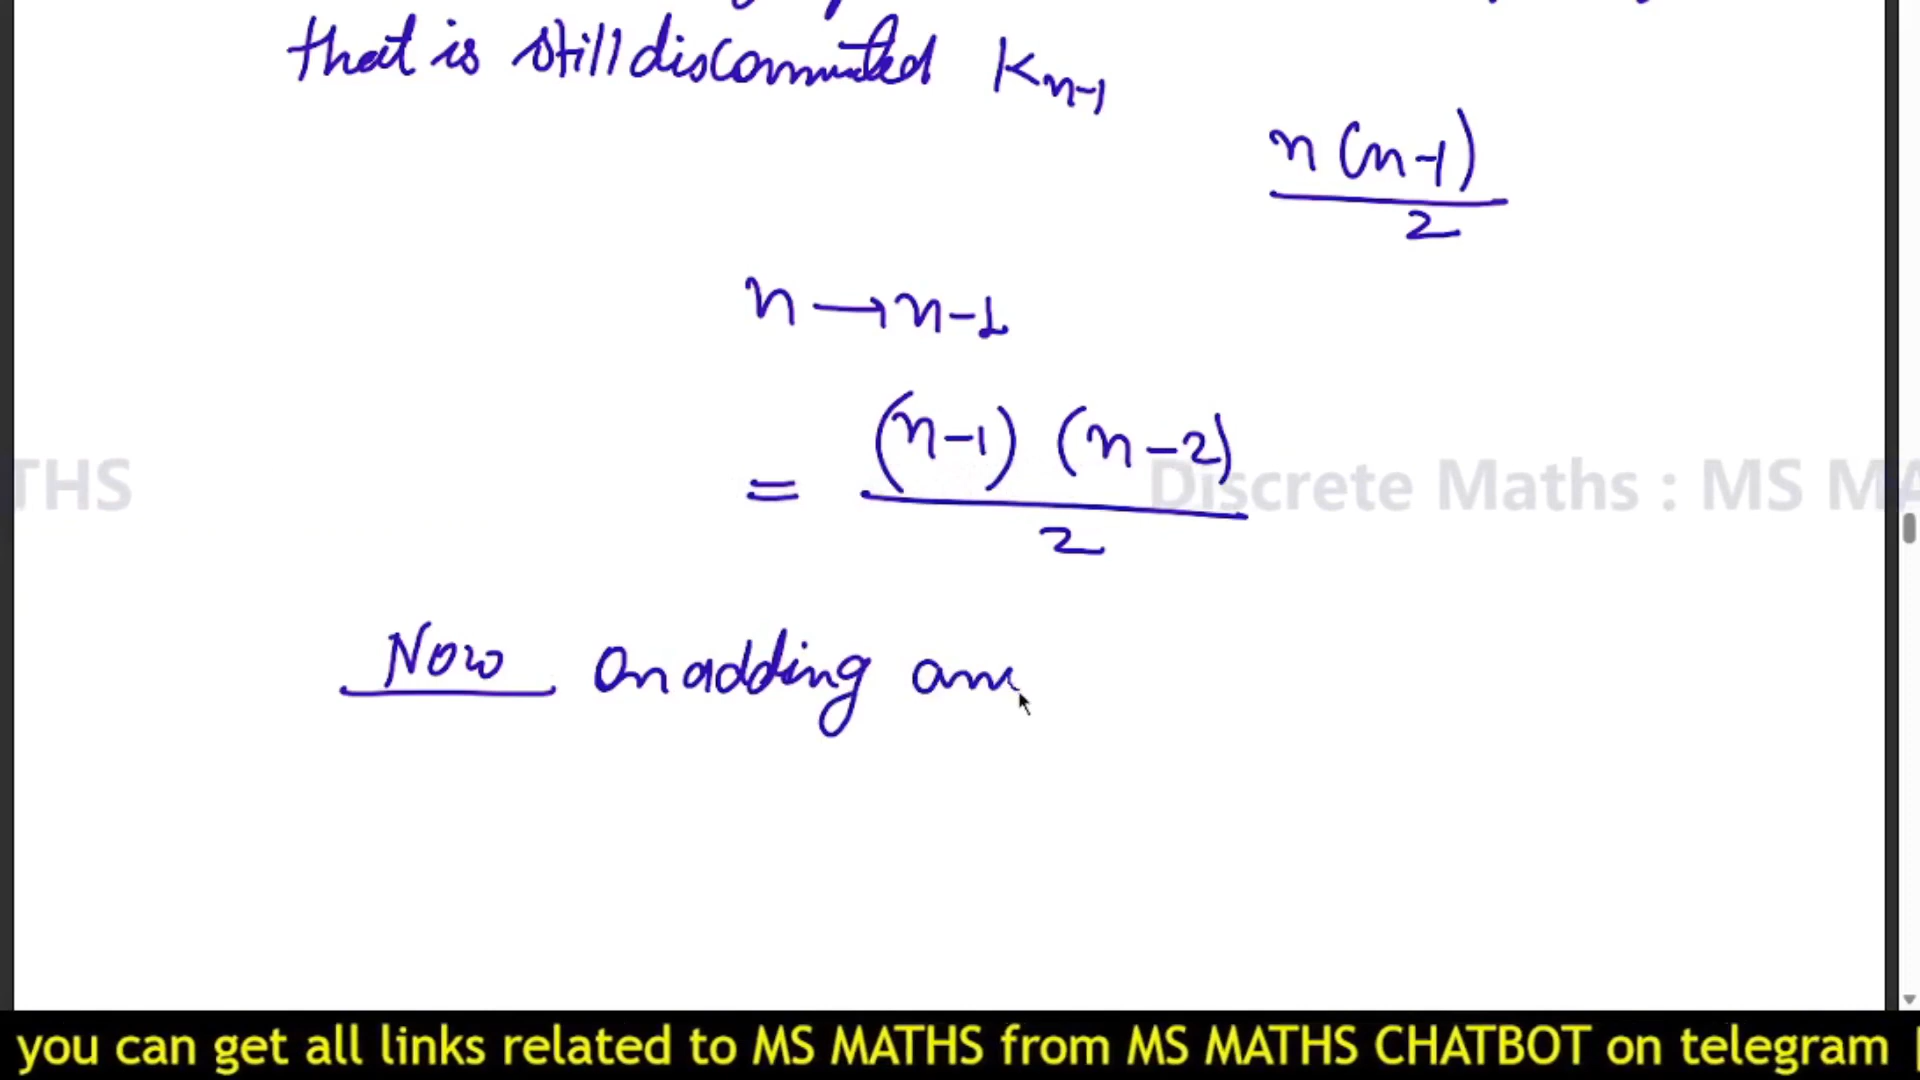 that is still disconnected Kn-1
n(n-1)
2
n → n-1
= (n-1) (n-2)
2
THS
Discrete Maths : MS MA
Now On adding
you can get all links related to MS MATHS from MS MATHS CHATBOT on telegram